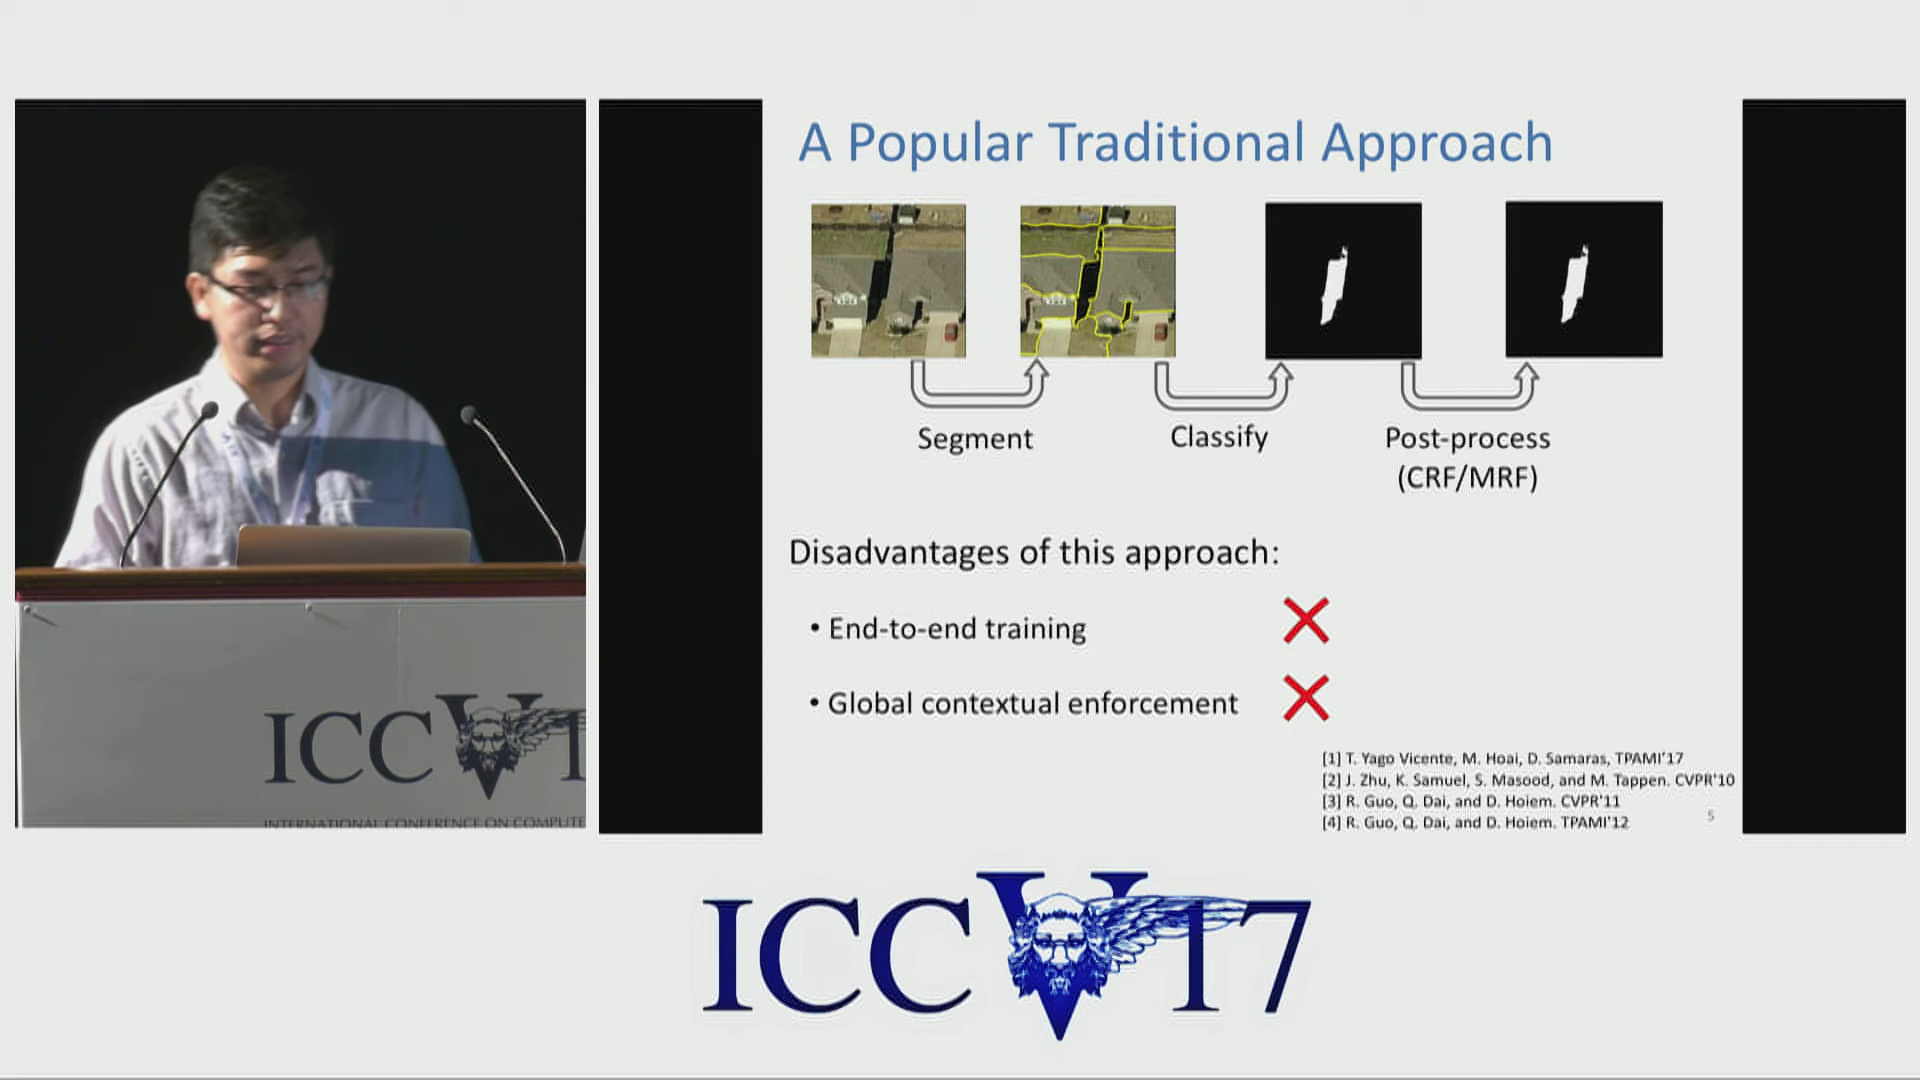 A Popular Traditional Approach
Segment
Classify
Post-process
(CRF/MRF)
Disadvantages of this approach:
• End-to-end training
• Global contextual enforcement
[1] T. Yago Vicente, M. Hoai, D. Samaras, TPAMI'17
[2] J. Zhu, K. Samuel, S. Masood, and M. Tappen. CVPR'10
[3] R. Guo, Q. Dai, and D. Hoiem. CVPR'11
[4] R. Guo, Q. Dai, and D. Hoiem. TPAMI'12
5
ICCV1
INTERNATIONAL CONFERENCE ON COMPUTE
ICCV17